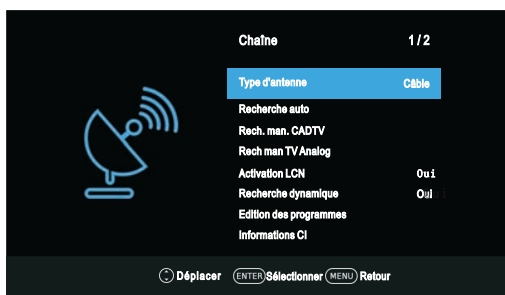 Chaîne 1 / 2
Type d'antenne Câble
Recherche auto
Rech. man. CADTV
Rech man TV Analog
Activation LCN Oui
Recherche dynamique Oui
Edition des programmes
Informations CI
Déplacer ENTER Sélectionner MENU Retour